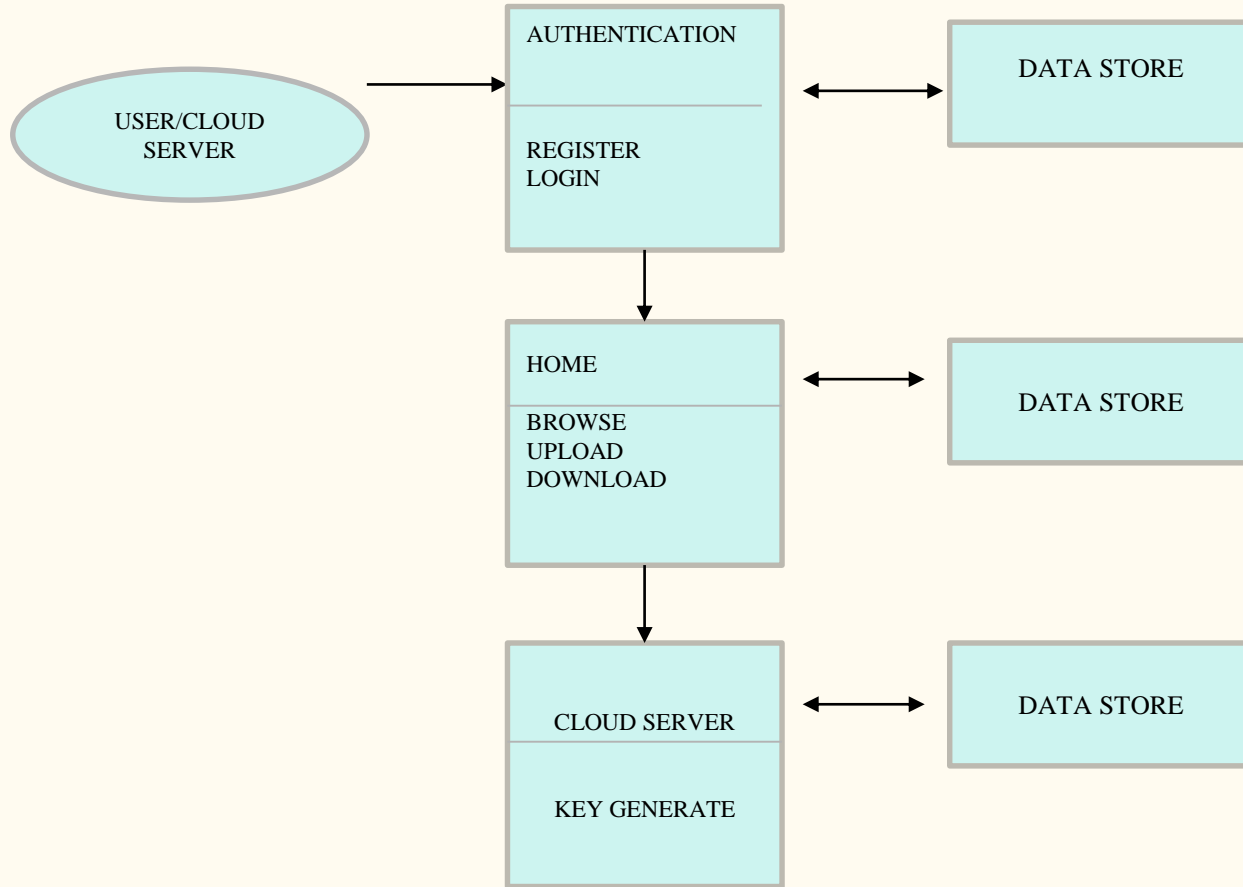 USER/CLOUD
SERVER
AUTHENTICATION
REGISTER
LOGIN
DATA STORE
HOME
BROWSE
UPLOAD
DOWNLOAD
DATA STORE
CLOUD SERVER
KEY GENERATE
DATA STORE